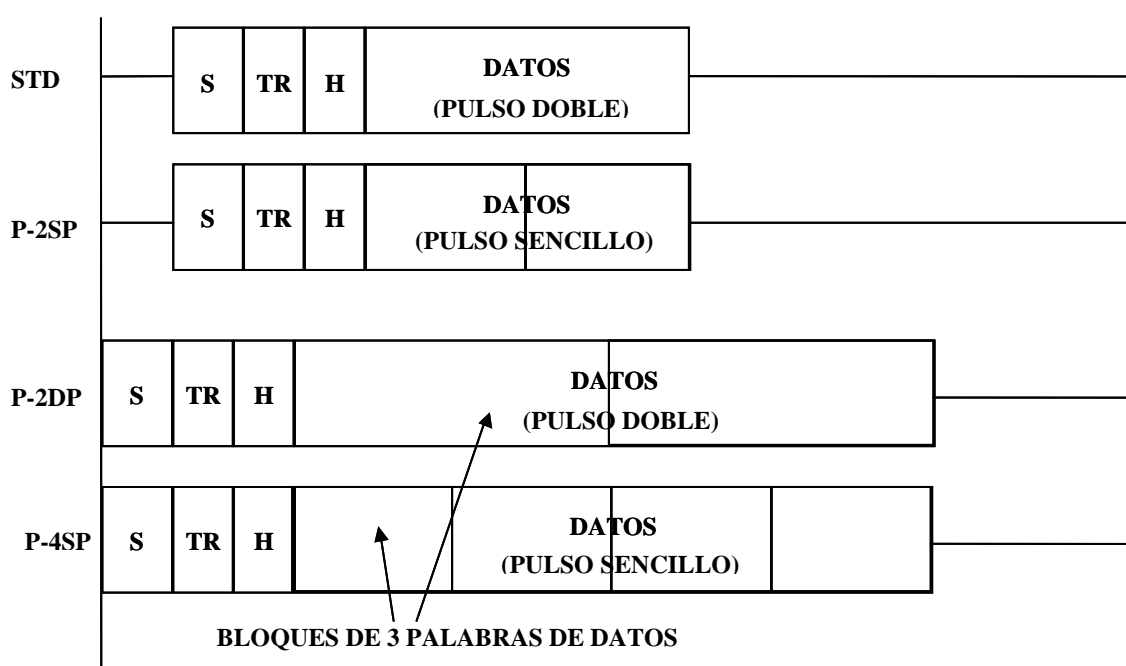 STD
S TR H DATOS
(PULSO DOBLE)
P-2SP
S TR H DATOS
(PULSO SENCILLO)
P-2DP
S TR H DATOS
(PULSO DOBLE)
P-4SP
S TR H DATOS
(PULSO SENCILLO)
BLOQUES DE 3 PALABRAS DE DATOS